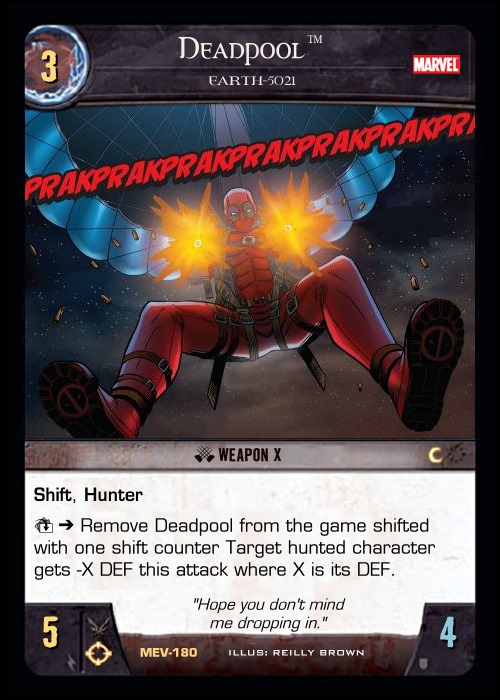 3
DEADPOOL™
EARTH-5021
MARVEL
PRAKPRAKPRAKPRAKPRAKPRAKPRA
WEAPON X
C
Shift, Hunter
➔ Remove Deadpool from the game shifted
with one shift counter Target hunted character
gets -X DEF this attack where X is its DEF.
"Hope you don't mind
me dropping in."
5
MEV-180
ILLUS: REILLY BROWN
4